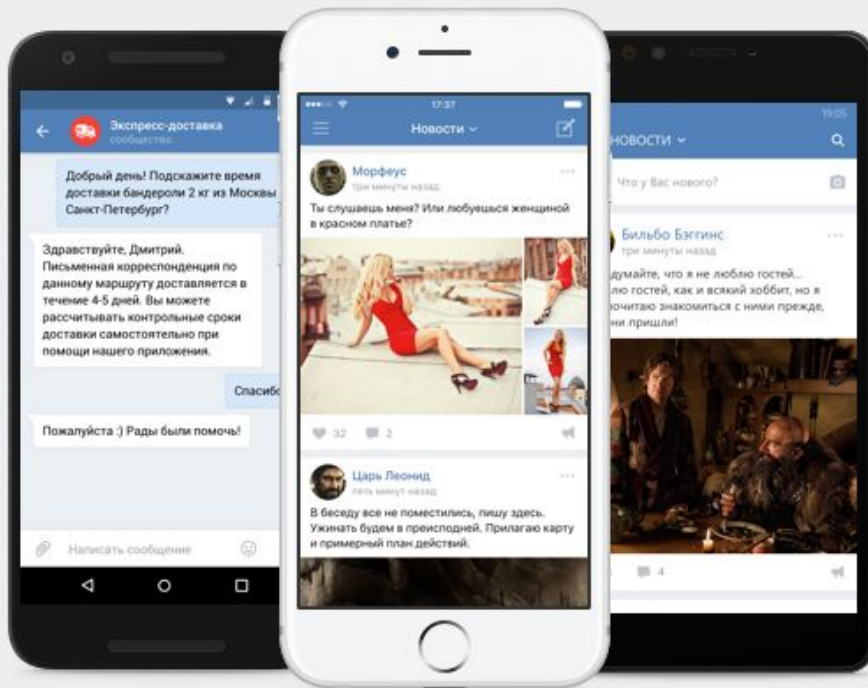 Экспресс-доставка
сообщество
Добрый день! Подскажите время
доставки бандероли 2 кг из Москвы
Санкт-Петербург?
Здравствуйте, Дмитрий.
Письменная корреспонденция по
данному маршруту доставляется в
течение 4-5 дней. Вы можете
рассчитывать контрольные сроки
доставки самостоятельно при
помощи нашего приложения.
Спасибо
Пожалуйста :) Рады были помочь!
Написать сообщение
17:37
Новости
Морфеус
три минуты назад
Ты слушаешь меня? Или любуешься женщиной
в красном платье?
32 2
Царь Леонид
пять минут назад
В беседу все не поместились, пишу здесь.
Ужинать будем в преисподней. Прилагаю карту
и примерный план действий.
19:05
НОВОСТИ
Что у Вас нового?
Бильбо Бэггинс
три минуты назад
думайте, что я не люблю гостей...
лю гостей, как и всякий хоббит, но я
очитаю знакомиться с ними прежде,
ни пришли!
4